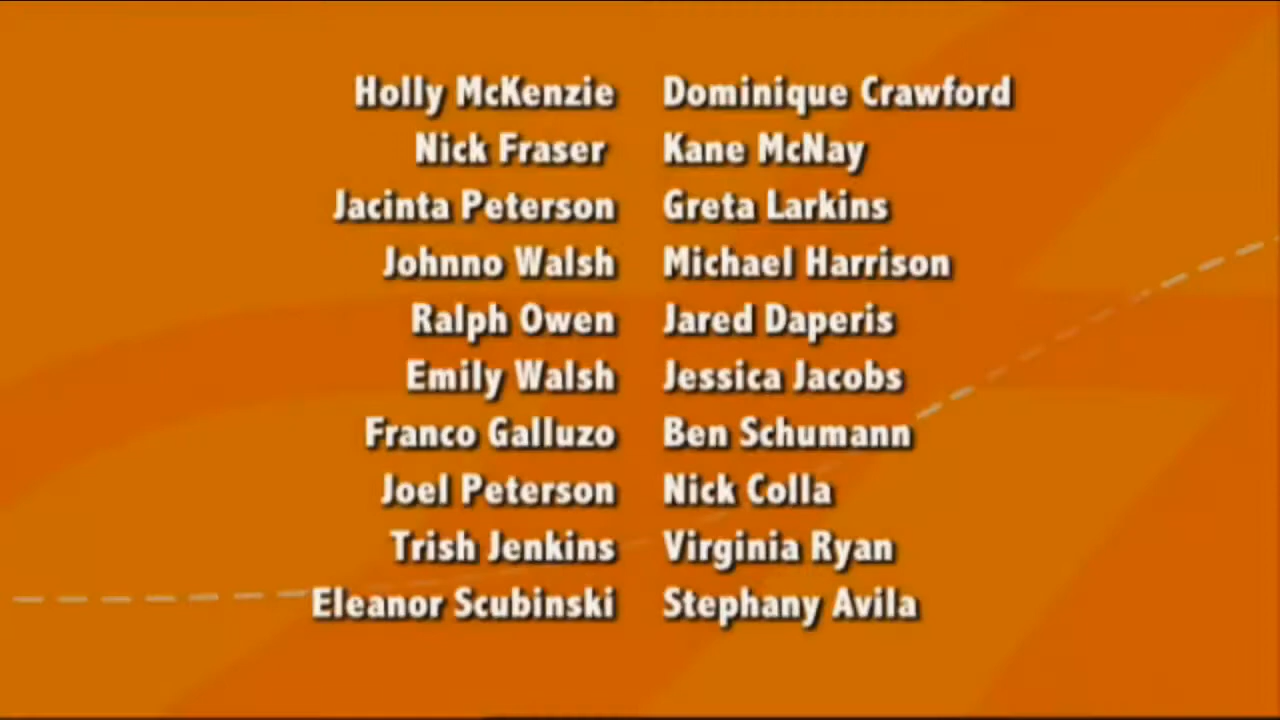 Holly McKenzie Dominique Crawford
Nick Fraser Kane McNay
Jacinta Peterson Greta Larkins
Johnno Walsh Michael Harrison
Ralph Owen Jared Daperis
Emily Walsh Jessica Jacobs
Franco Galluzo Ben Schumann
Joel Peterson Nick Colla
Trish Jenkins Virginia Ryan
Eleanor Scubinski Stephany Avila